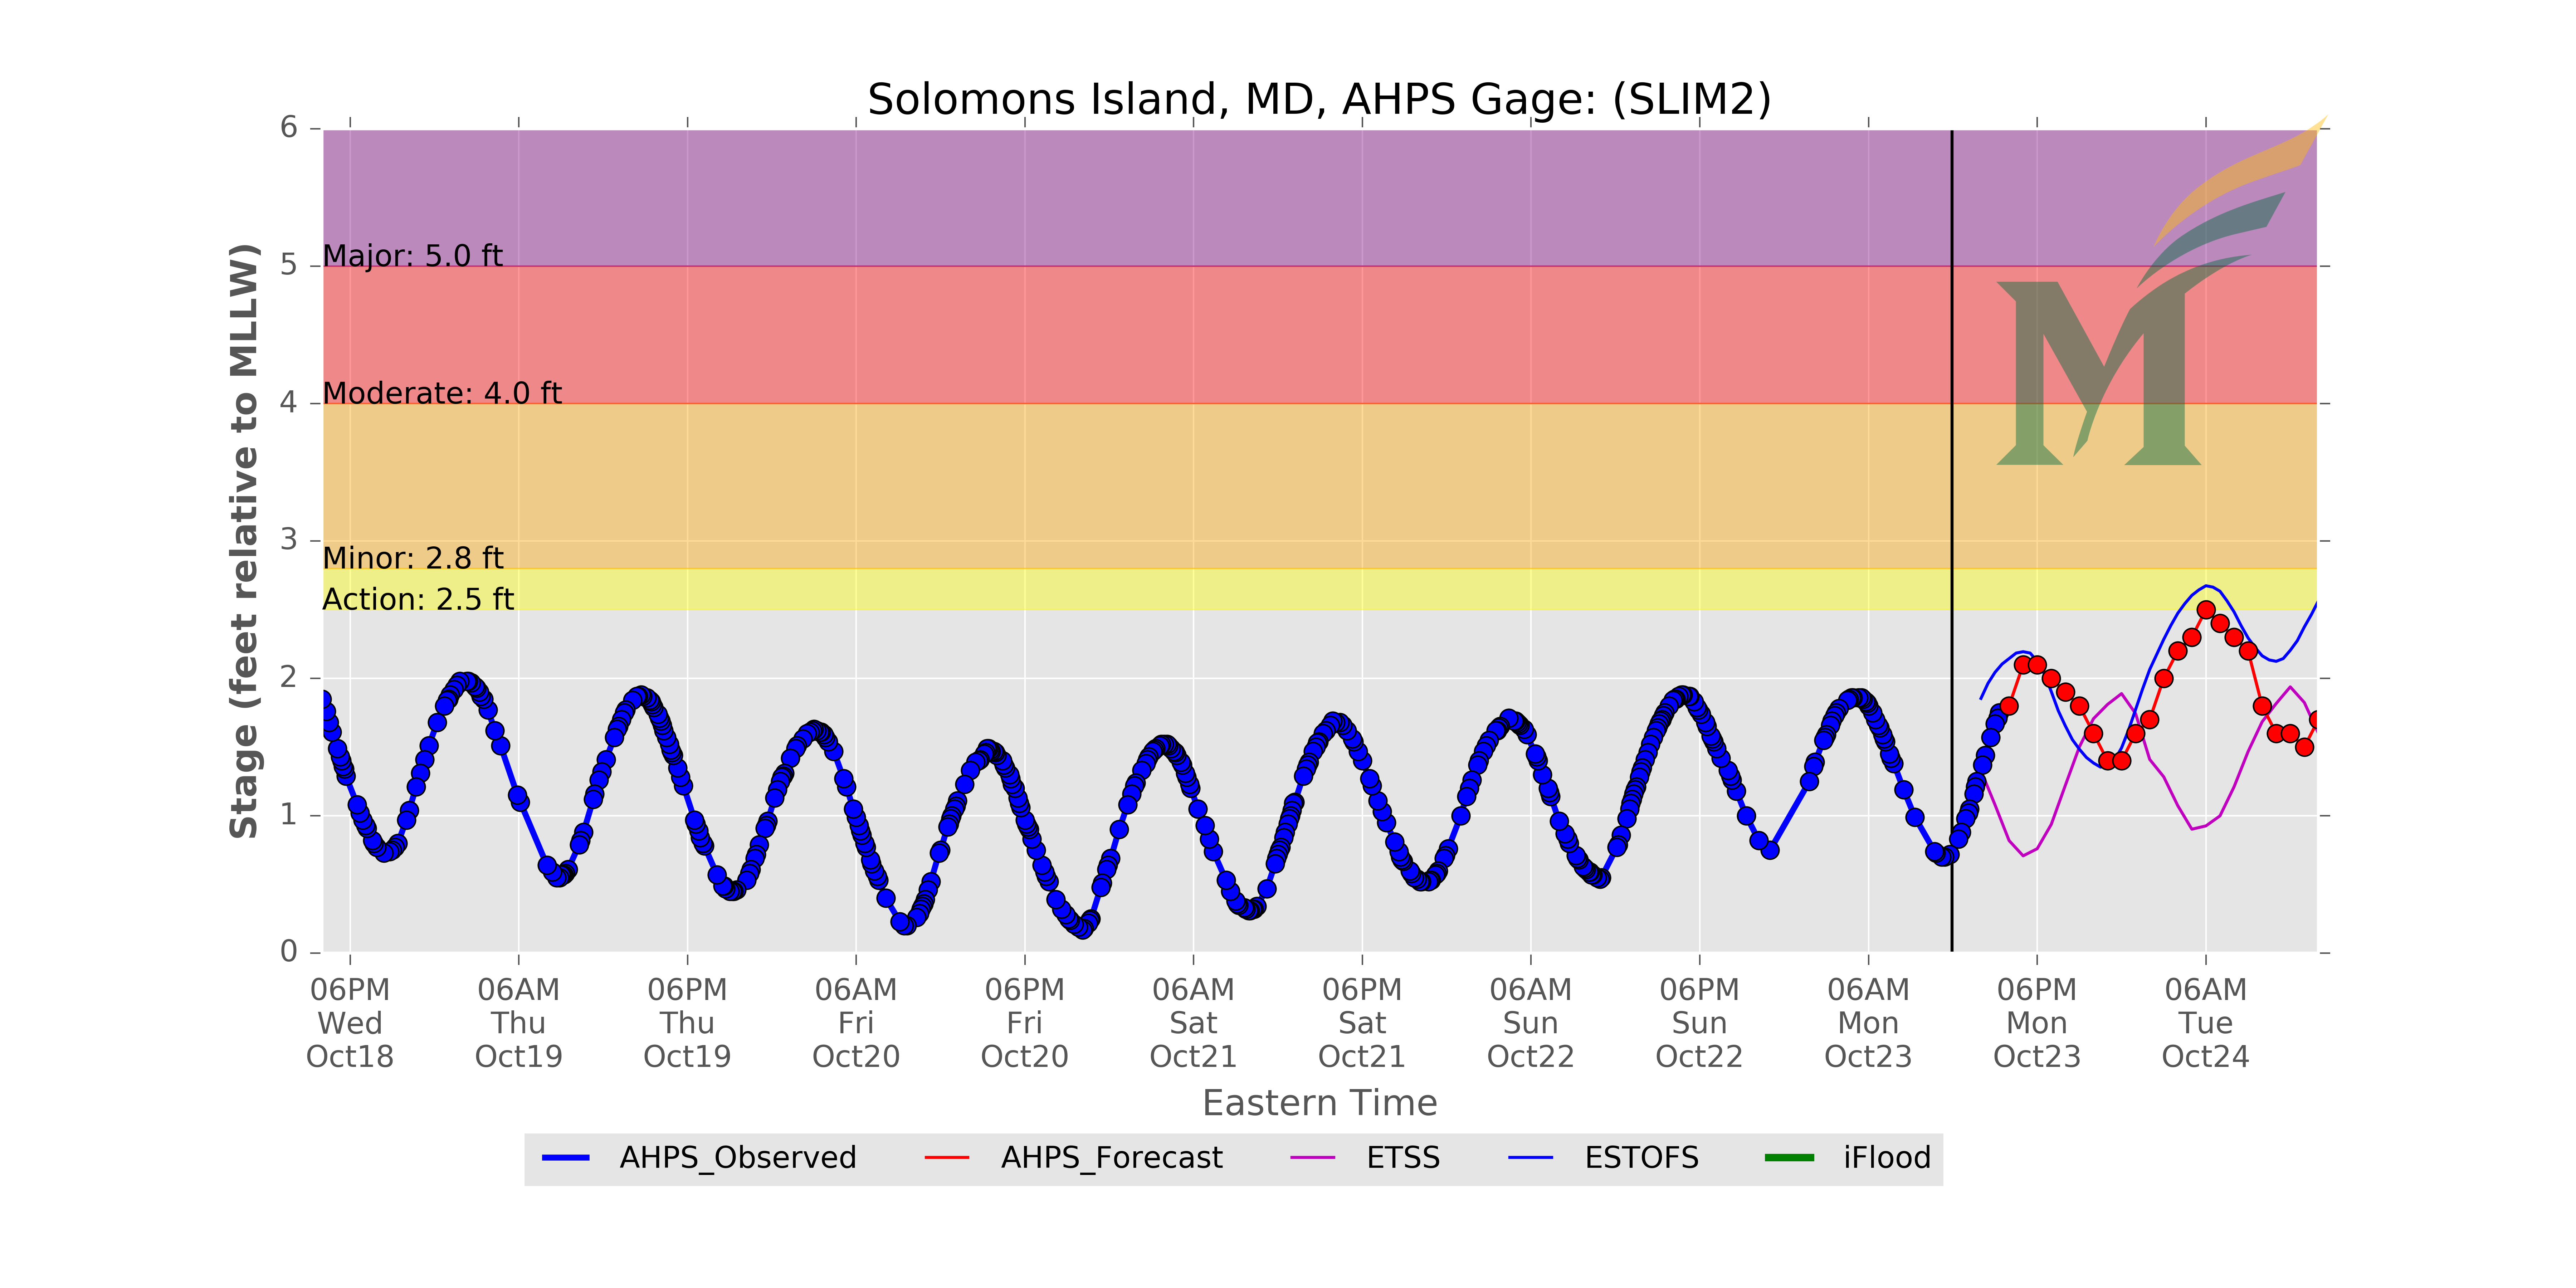 Solomons Island, MD, AHPS Gage: (SLIM2)
Stage (feet relative to MLLW)
6
5
4
3
2
1
0
Major: 5.0 ft
Moderate: 4.0 ft
Minor: 2.8 ft
Action: 2.5 ft
M
06PM 06AM 06PM 06AM 06PM 06AM 06PM 06AM 06PM 06AM 06PM 06AM
Wed Thu Thu Fri Fri Sat Sat Sun Sun Mon Mon Tue
Oct18 Oct19 Oct19 Oct20 Oct20 Oct21 Oct21 Oct22 Oct22 Oct23 Oct23 Oct24
Eastern Time
AHPS_Observed AHPS_Forecast ETSS ESTOFS iFlood